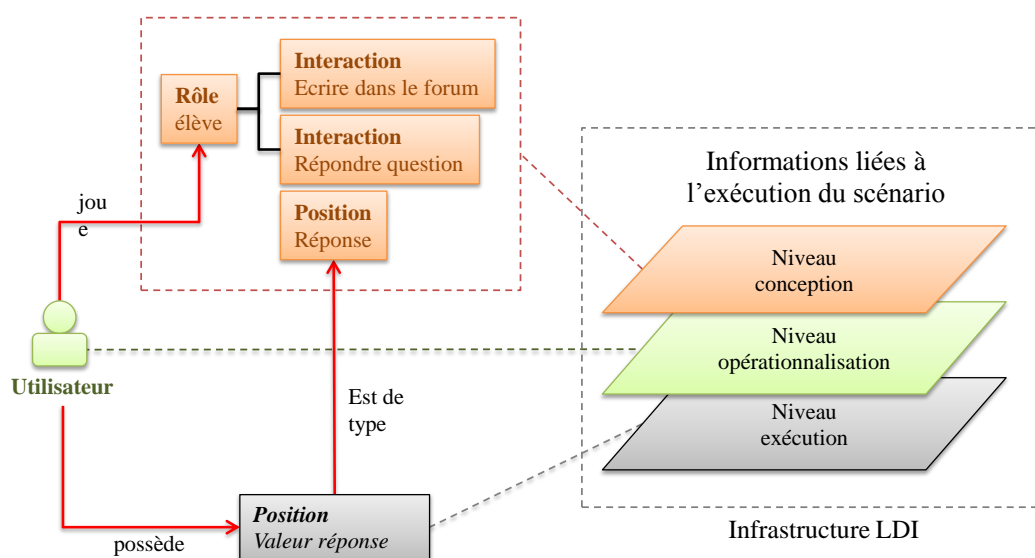 Interaction
Ecrire dans le forum
Rôle
élève
Interaction
Répondre question
Position
Réponse
jou
e
Utilisateur
Est de
type
possède
Position
Valeur réponse
Informations liées à
l’exécution du scénario
Niveau
conception
Niveau
opérationnalisation
Niveau
exécution
Infrastructure LDI